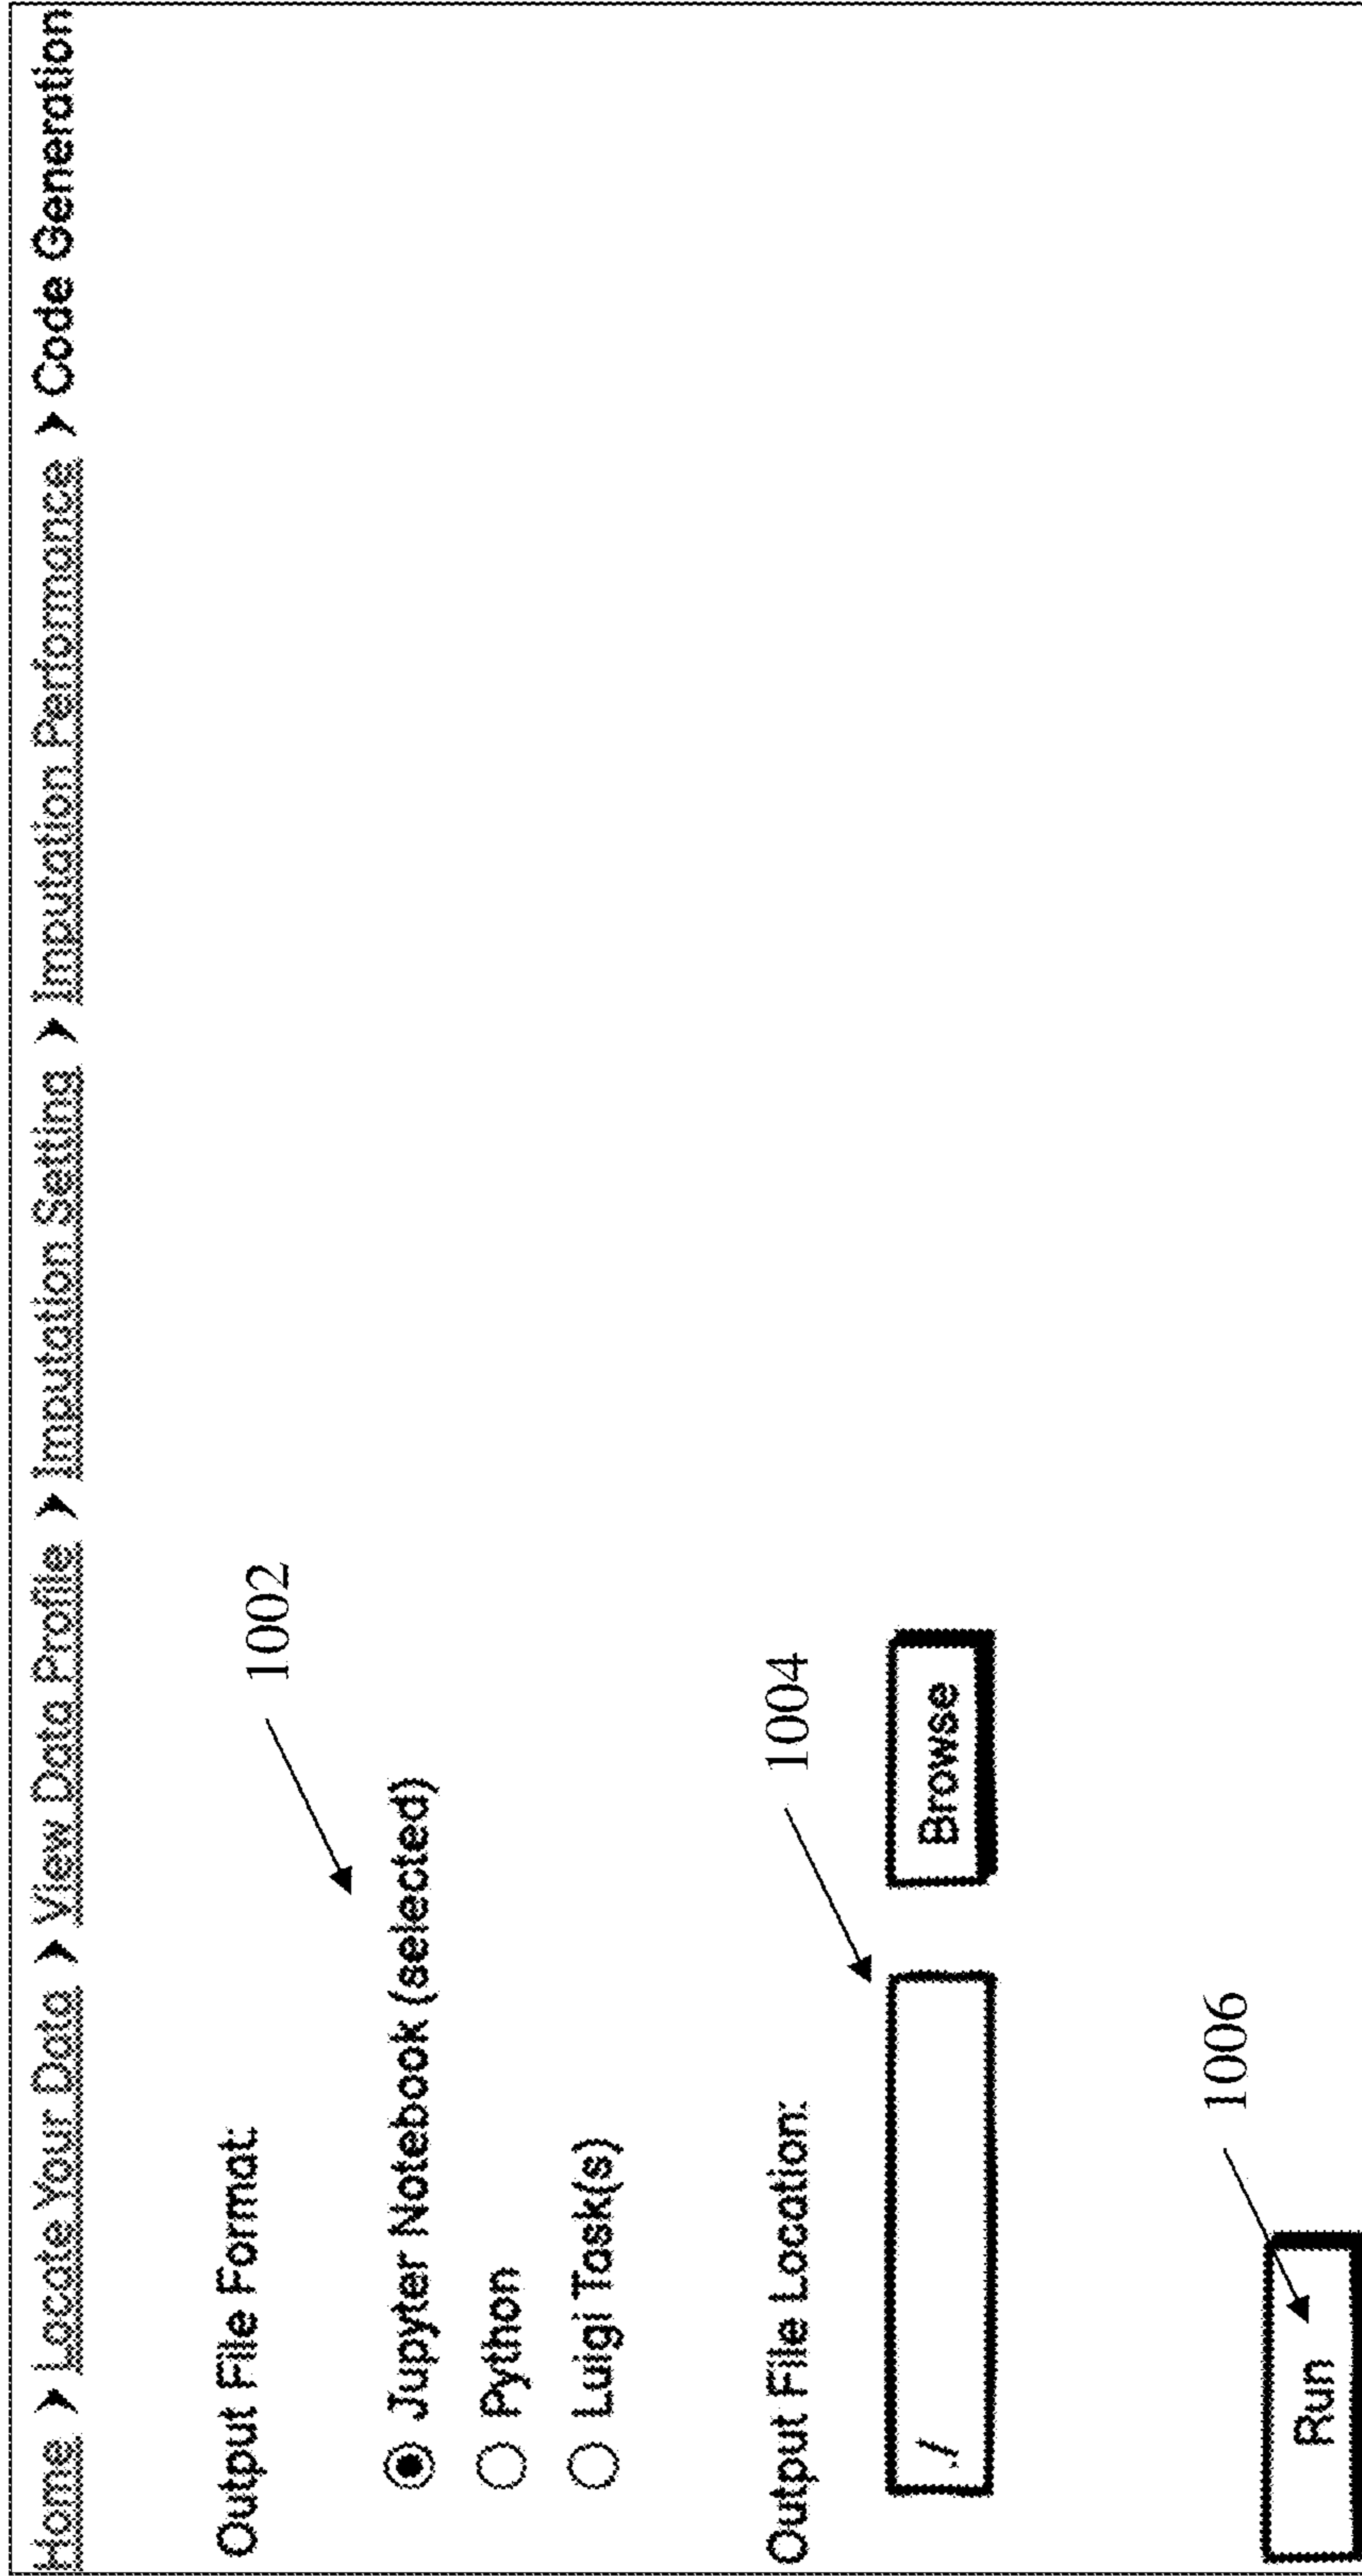 Home > Locate Your Data > View Data Profile > Imputation Setting > Imputation Performance > Code Generation
Output File Format:
1002
Jupyter Notebook (selected)
Python
Luigi Task(s)
Output File Location:
1004
./
Browse
1006
Run